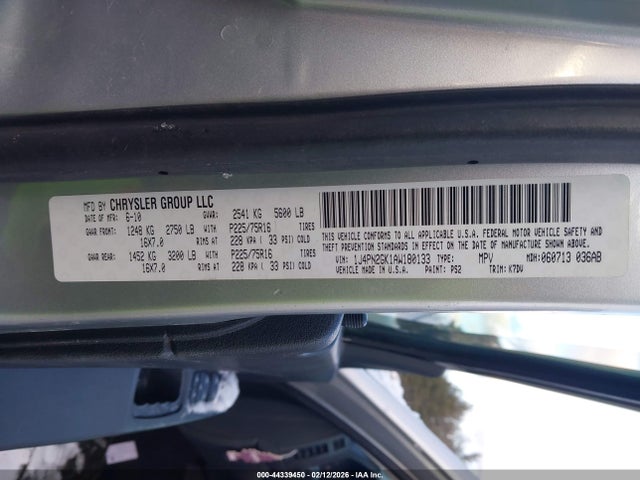 MFD BY CHRYSLER GROUP LLC
DATE OF MFR: 6-10 GVWR: 2541 KG 5600 LB
GAWR FRONT: 1248 KG 2750 LB P225/75R16 TIRES
16X7.0 RIMS AT 228 KPA ( 33 PSI) COLD
GAWR REAR: 1452 KG 3200 LB P225/75R16 TIRES
16X7.0 RIMS AT 228 KPA ( 33 PSI) COLD
THIS VEHICLE CONFORMS TO ALL APPLICABLE U.S.A. FEDERAL MOTOR VEHICLE SAFETY AND
THEFT PREVENTION STANDARDS IN EFFECT ON THE DATE OF MANUFACTURE SHOWN ABOVE.
VIN: 1J4PN2GK1AW180133 TYPE: MPV MDH: 060713 036AB
VEHICLE MADE IN U.S.A. PAINT: PS2 TRIM: K7DV
000-44339450 - 02/12/2026 - IAAI.COM